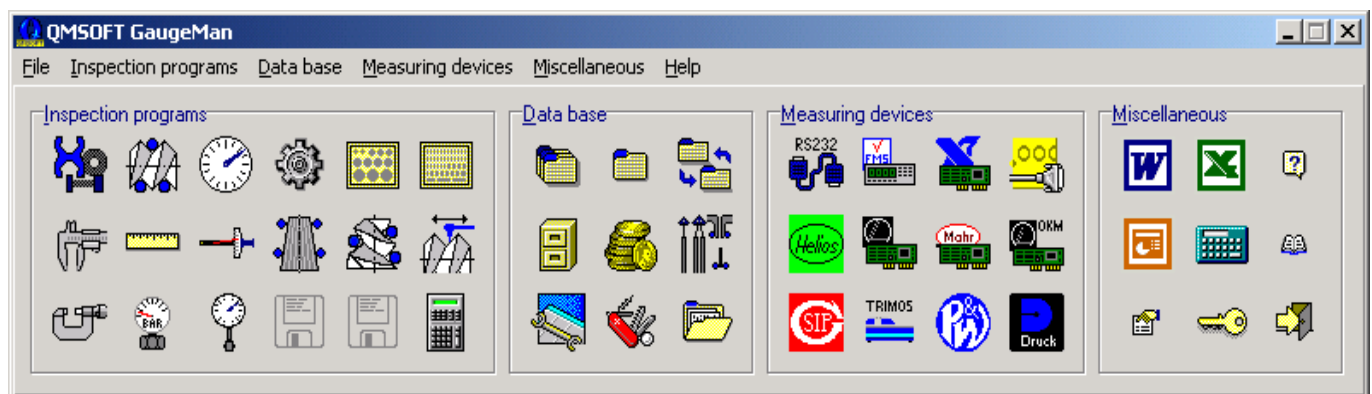 QMSOFT GaugeMan
File Inspection programs Data base Measuring devices Miscellaneous Help
Inspection programs
Data base
Measuring devices
Miscellaneous
RS232
FMS
,000
W
X
?
Helios
Mahr
OKM
BAR
SIP
TRIMOS
P&W
Druck